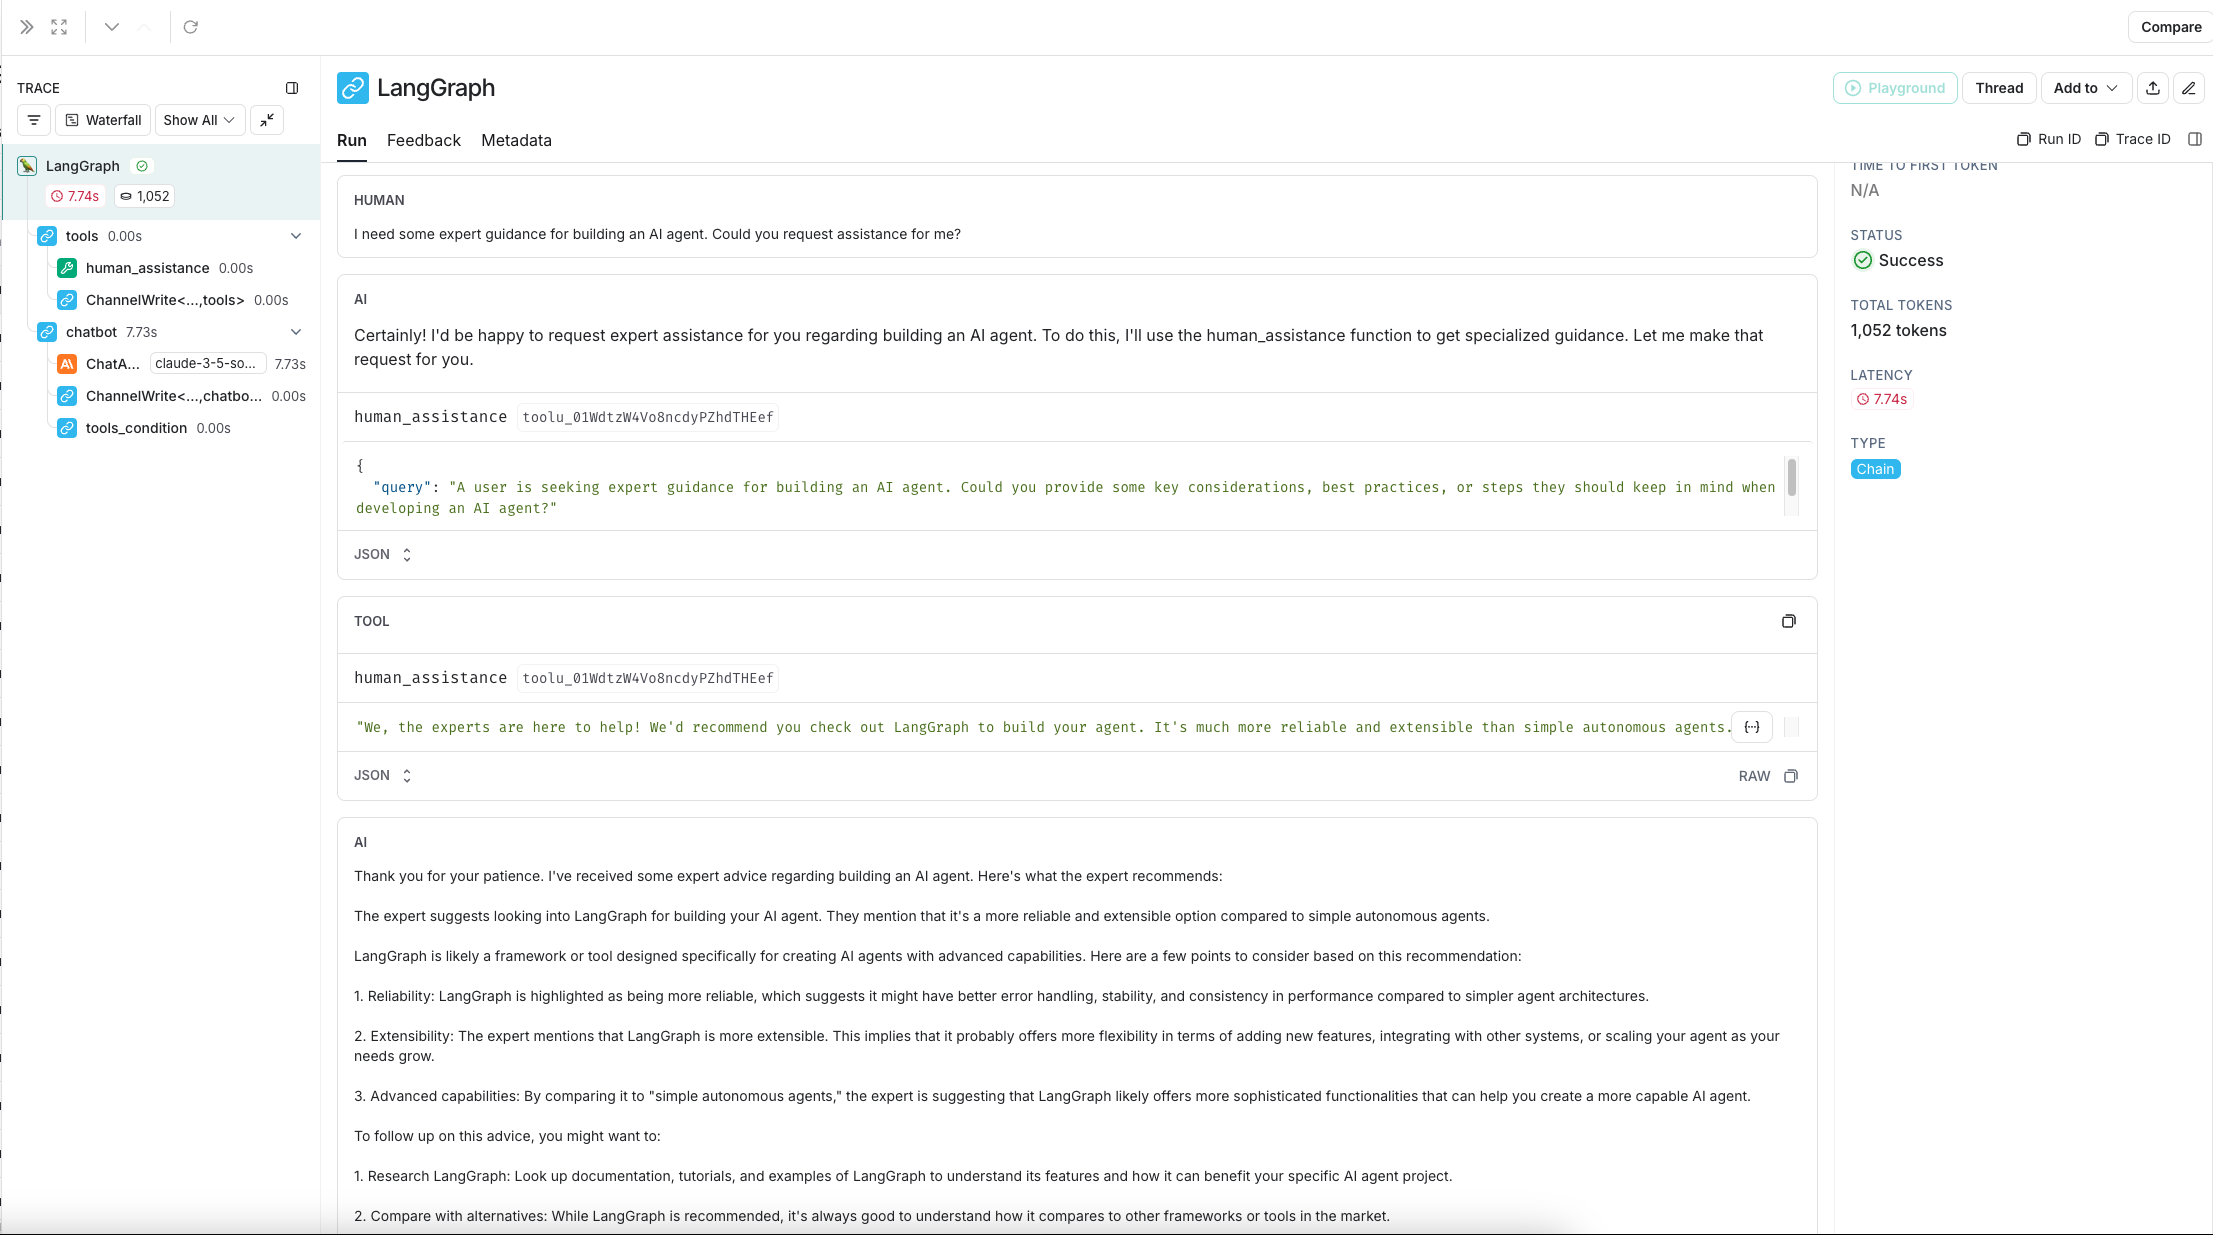 Compare
TRACE
Waterfall
Show All
LangGraph
7.74s
1,052
tools 0.00s
human_assistance 0.00s
ChannelWrite<...,tools> 0.00s
chatbot 7.73s
ChatA... claude-3-5-so... 7.73s
ChannelWrite<...,chatbo... 0.00s
tools_condition 0.00s
LangGraph
Playground
Thread
Add to
Run
Feedback
Metadata
Run ID
Trace ID
HUMAN
I need some expert guidance for building an AI agent. Could you request assistance for me?
AI
Certainly! I'd be happy to request expert assistance for you regarding building an AI agent. To do this, I'll use the human_assistance function to get specialized guidance. Let me make that
request for you.
human_assistance toolu_01WdtzW4Vo8ncdyPZhdTHEef
{
"query": "A user is seeking expert guidance for building an AI agent. Could you provide some key considerations, best practices, or steps they should keep in mind when
developing an AI agent?"
JSON
TOOL
human_assistance toolu_01WdtzW4Vo8ncdyPZhdTHEef
"We, the experts are here to help! We'd recommend you check out LangGraph to build your agent. It's much more reliable and extensible than simple autonomous agents.
JSON
RAW
AI
Thank you for your patience. I've received some expert advice regarding building an AI agent. Here's what the expert recommends:
The expert suggests looking into LangGraph for building your AI agent. They mention that it's a more reliable and extensible option compared to simple autonomous agents.
LangGraph is likely a framework or tool designed specifically for creating AI agents with advanced capabilities. Here are a few points to consider based on this recommendation:
1. Reliability: LangGraph is highlighted as being more reliable, which suggests it might have better error handling, stability, and consistency in performance compared to simpler agent architectures.
2. Extensibility: The expert mentions that LangGraph is more extensible. This implies that it probably offers more flexibility in terms of adding new features, integrating with other systems, or scaling your agent as your
needs grow.
3. Advanced capabilities: By comparing it to "simple autonomous agents," the expert is suggesting that LangGraph likely offers more sophisticated functionalities that can help you create a more capable AI agent.
To follow up on this advice, you might want to:
1. Research LangGraph: Look up documentation, tutorials, and examples of LangGraph to understand its features and how it can benefit your specific AI agent project.
2. Compare with alternatives: While LangGraph is recommended, it's always good to understand how it compares to other frameworks or tools in the market.
TIME TO FIRST TOKEN
N/A
STATUS
Success
TOTAL TOKENS
1,052 tokens
LATENCY
7.74s
TYPE
Chain